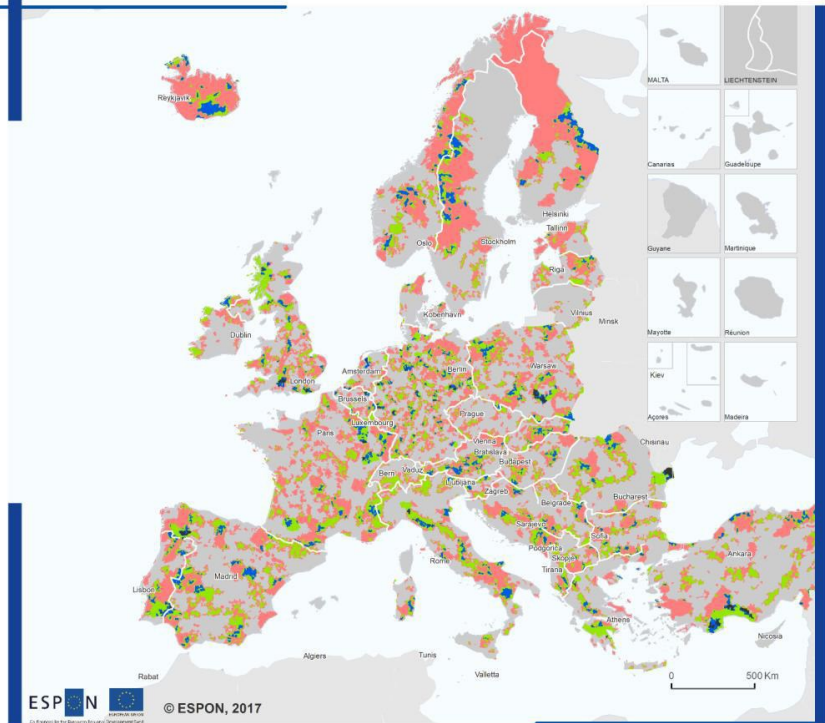 MALTA
LIECHTENSTEIN
Reykjavik
Canarias
Guadeloupe
Guyane
Martinique
Helsinki
Tallinn
Oslo
Stockholm
Riga
Mayotte
Réunion
København
Vilnius
Minsk
Dublin
Kiev
Açores
Madeira
Amsterdam
Berlin
Warsaw
London
Brussels
Luxembourg
Prague
Paris
Vienna
Bratislava
Chisinau
Bern
Vaduz
Budapest
Ljubljana
Zagreb
Bucharest
Belgrade
Sarajevo
Sofia
Podgorica
Skopje
Rome
Tirana
Ankara
Madrid
Lisbon
Athens
Nicosia
Algiers
Tunis
Valletta
Rabat
0 500 Km
ESPON
EUROPEAN UNION
© ESPON, 2017